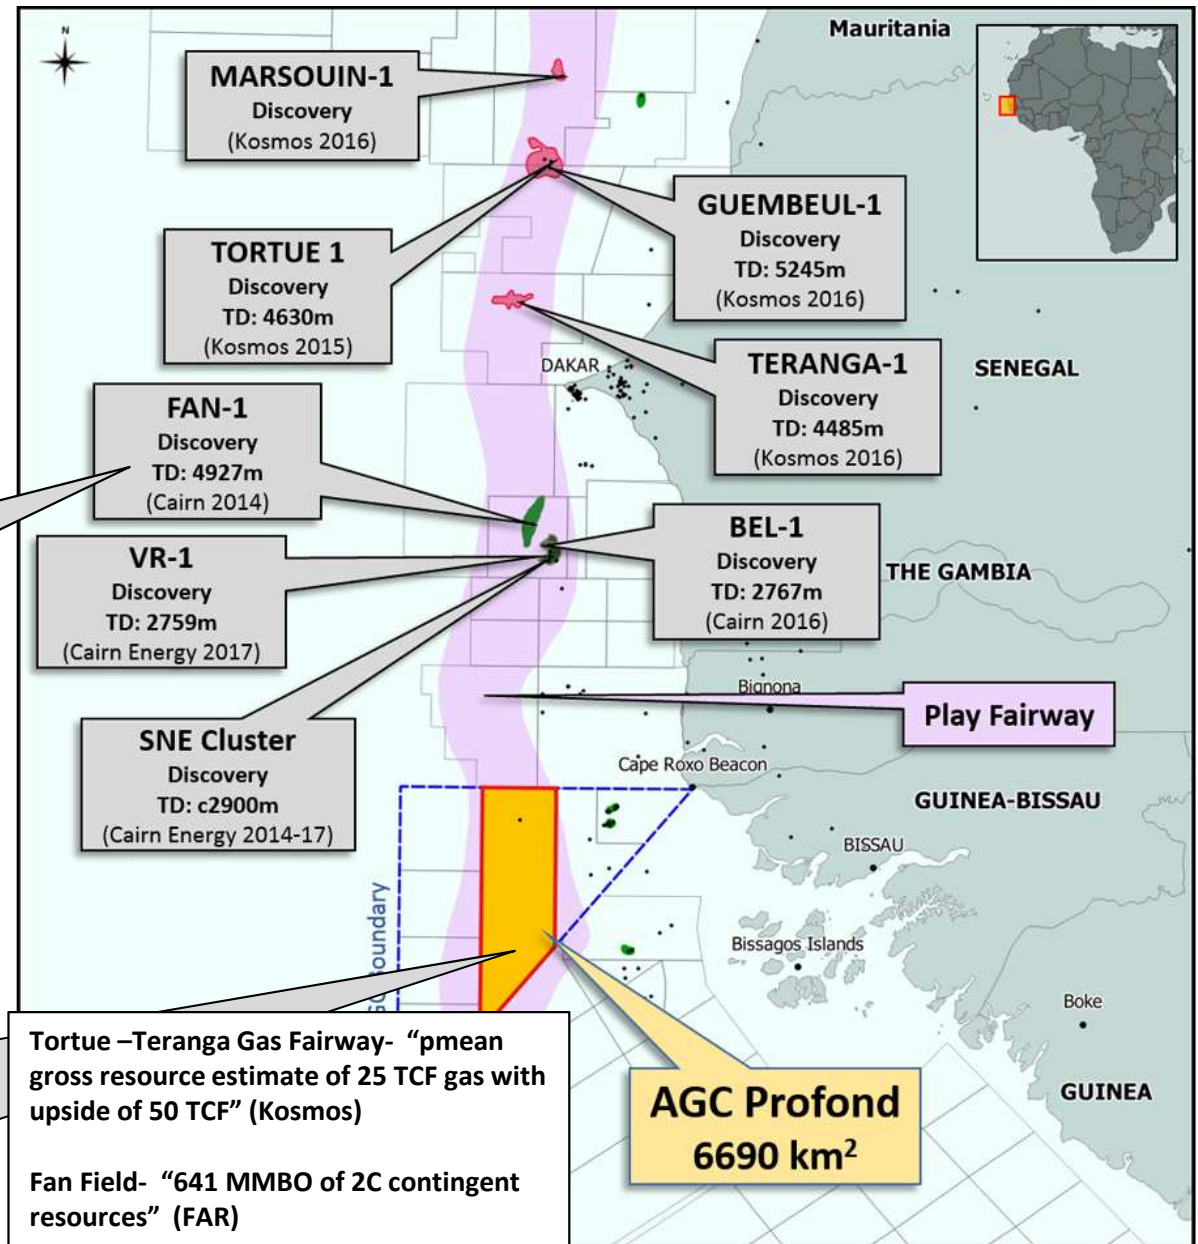 N
Mauritania
MARSOUIN-1
Discovery
(Kosmos 2016)
GUEMBEUL-1
Discovery
TD: 5245m
(Kosmos 2016)
TORTUE 1
Discovery
TD: 4630m
(Kosmos 2015)
TERANGA-1
Discovery
TD: 4485m
(Kosmos 2016)
DAKAR
SENEGAL
FAN-1
Discovery
TD: 4927m
(Cairn 2014)
BEL-1
Discovery
TD: 2767m
(Cairn 2016)
VR-1
Discovery
TD: 2759m
(Cairn Energy 2017)
THE GAMBIA
Bignona
Play Fairway
SNE Cluster
Discovery
TD: c2900m
(Cairn Energy 2014-17)
Cape Roxo Beacon
GUINEA-BISSAU
BISSAU
Boundary
Bissagos Islands
Boke
GUINEA
AGC Profond
6690 km²
Tortue –Teranga Gas Fairway- “pmean
gross resource estimate of 25 TCF gas with
upside of 50 TCF” (Kosmos)
Fan Field- “641 MMBO of 2C contingent
resources” (FAR)